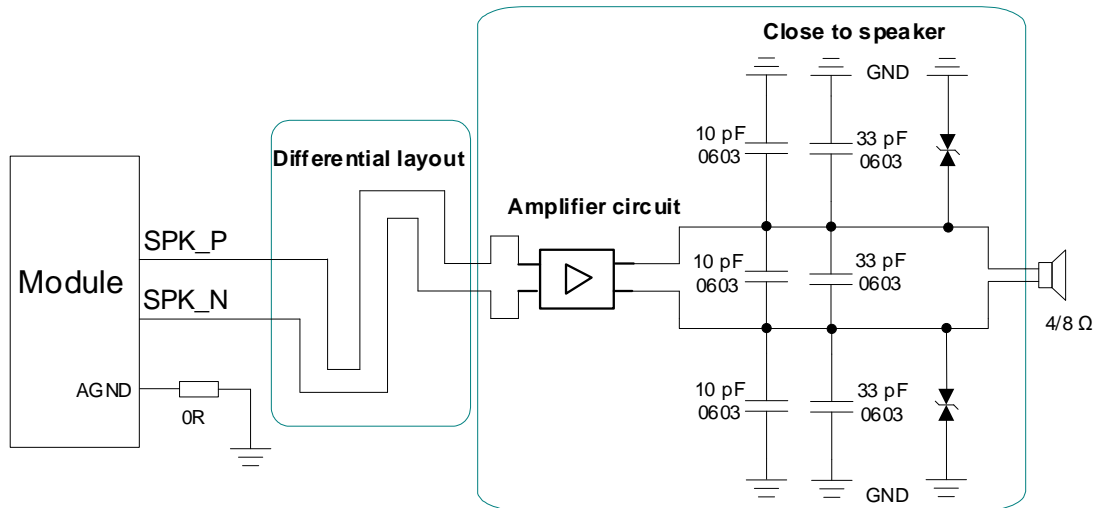 Close to speaker
GND
10 pF
0603
33 pF
0603
Differential layout
Amplifier circuit
SPK_P
Module
SPK_N
10 pF
0603
33 pF
0603
4/8 Ω
AGND
0R
10 pF
0603
33 pF
0603
GND